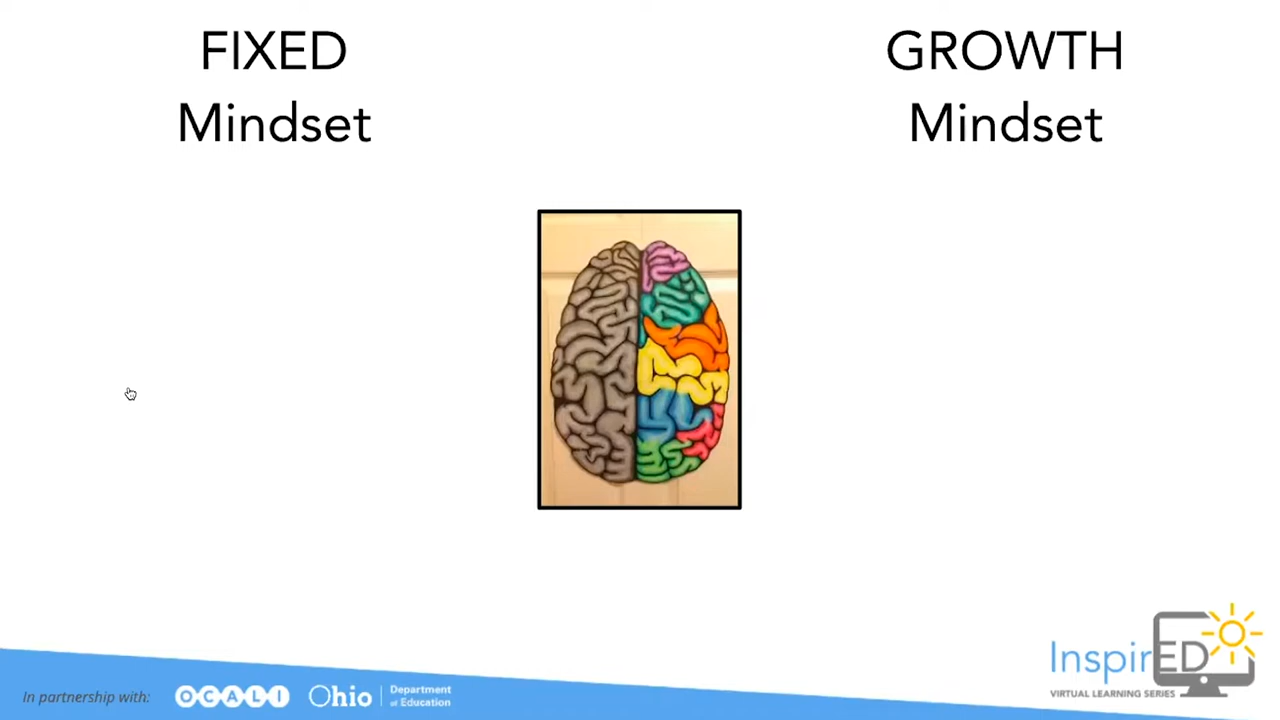 FIXED
Mindset
GROWTH
Mindset
InspirED
VIRTUAL LEARNING SERIES
In partnership with:
OCALI
Ohio
Department
of Education